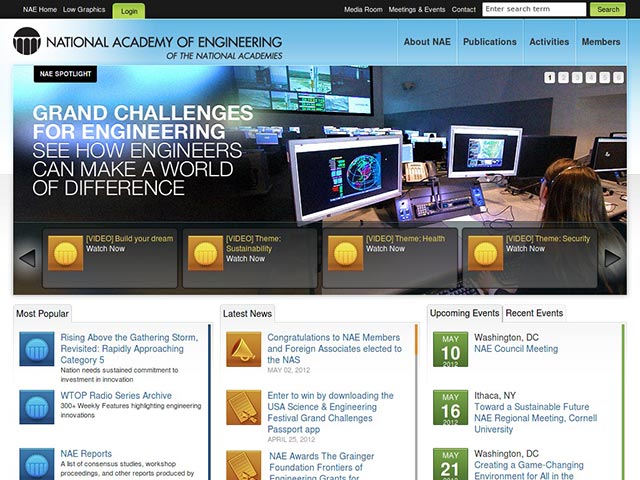 NAE Home Low Graphics Login Media Room Meetings & Events Contact Enter search term Search
NATIONAL ACADEMY OF ENGINEERING
OF THE NATIONAL ACADEMIES
About NAE Publications Activities Members
NAE SPOTLIGHT
1 2 3 4 5 6
GRAND CHALLENGES
FOR ENGINEERING
SEE HOW ENGINEERS
CAN MAKE A WORLD
OF DIFFERENCE
[VIDEO] Build your dream
Watch Now
[VIDEO] Theme:
Sustainability
Watch Now
[VIDEO] Theme: Health
Watch Now
[VIDEO] Theme: Security
Watch Now
Most Popular
Rising Above the Gathering Storm,
Revisited: Rapidly Approaching
Category 5
Nation needs sustained commitment to
investment in innovation
WTOP Radio Series Archive
300+ Weekly Features highlighting engineering
innovations
NAE Reports
A list of consensus studies, workshop
proceedings, and other reports produced by
Latest News
Congratulations to NAE Members
and Foreign Associates elected to
the NAS
MAY 02, 2012
Enter to win by downloading the
USA Science & Engineering
Festival Grand Challenges
Passport app
APRIL 25, 2012
NAE Awards The Grainger
Foundation Frontiers of
Engineering Grants for
Upcoming Events Recent Events
MAY
10
2012
Washington, DC
NAE Council Meeting
MAY
16
2012
Ithaca, NY
Toward a Sustainable Future
NAE Regional Meeting, Cornell
University
MAY
21
2012
Washington, DC
Creating a Game-Changing
Environment for All in the